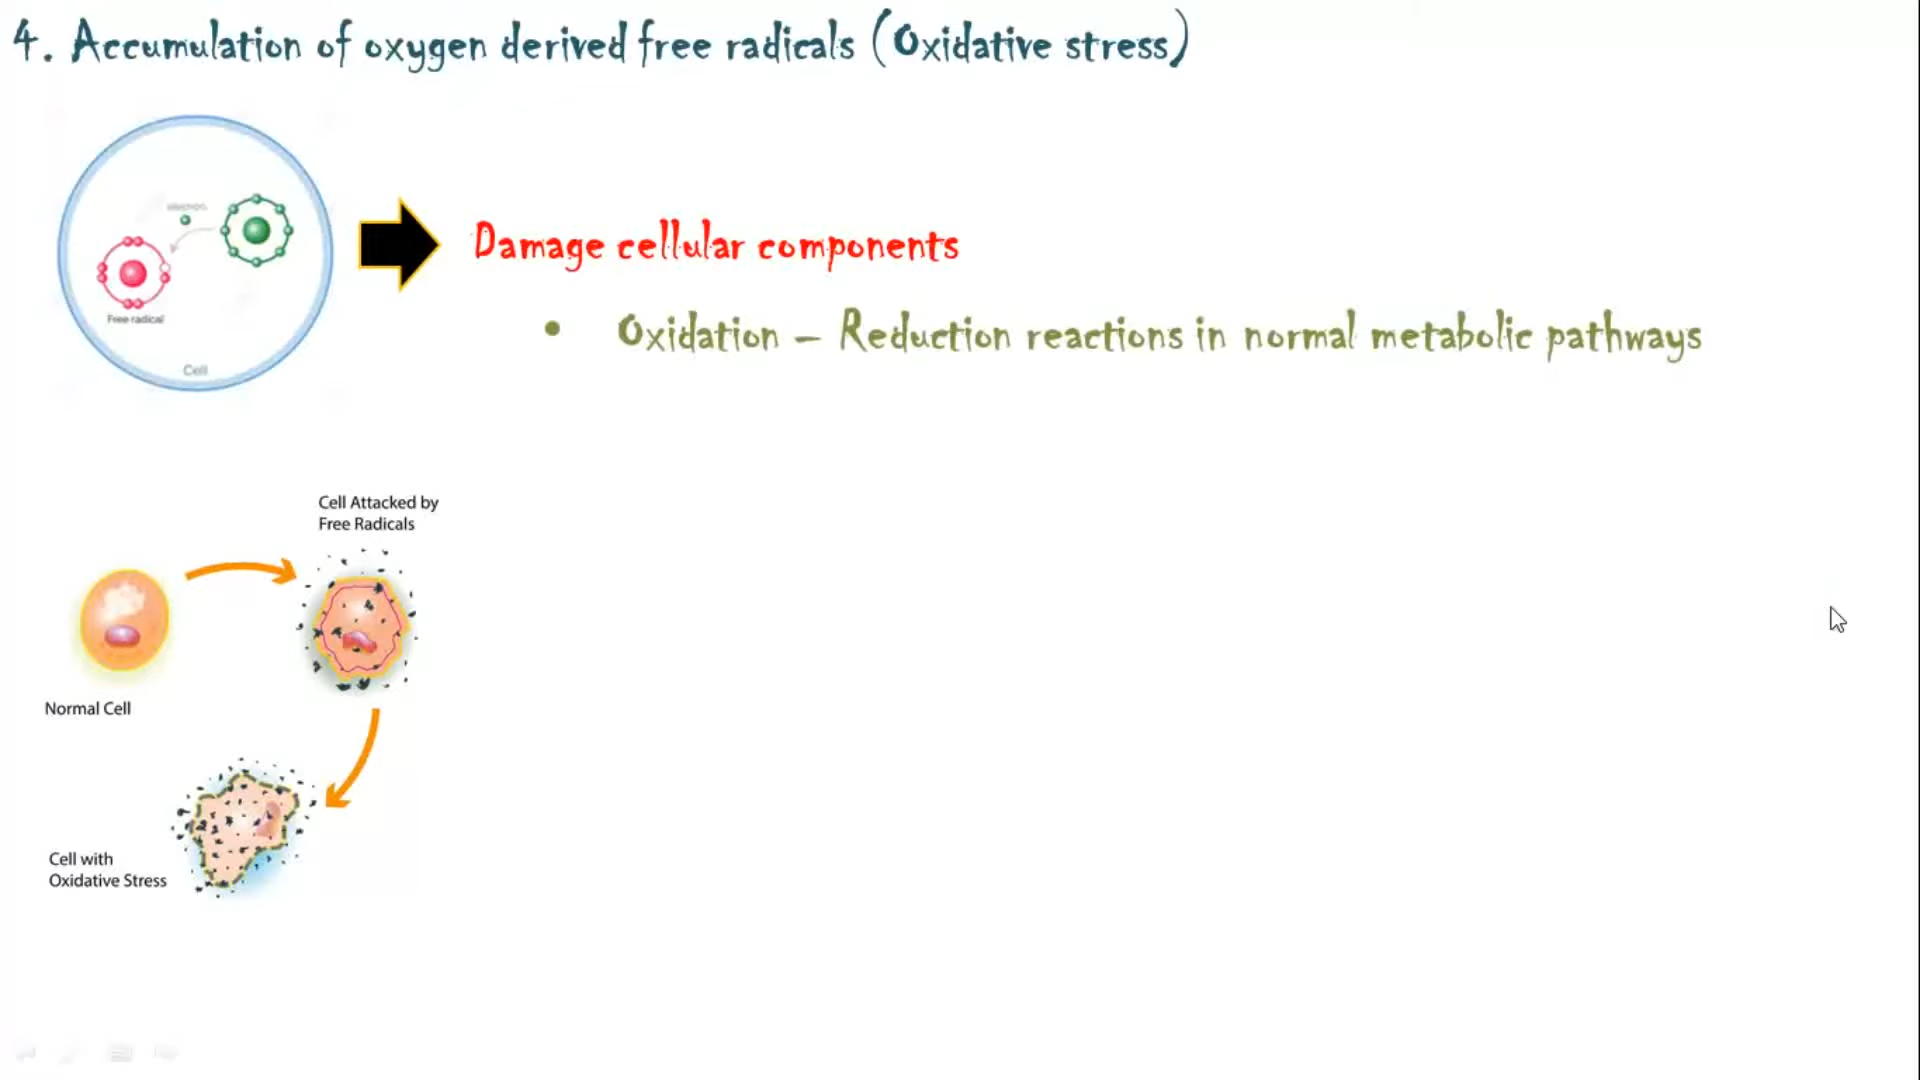 4. Accumulation of oxygen derived free radicals (Oxidative stress)
electron
Free radical
Cell
Damage cellular components
• Oxidation – Reduction reactions in normal metabolic pathways
Cell Attacked by
Free Radicals
Normal Cell
Cell with
Oxidative Stress